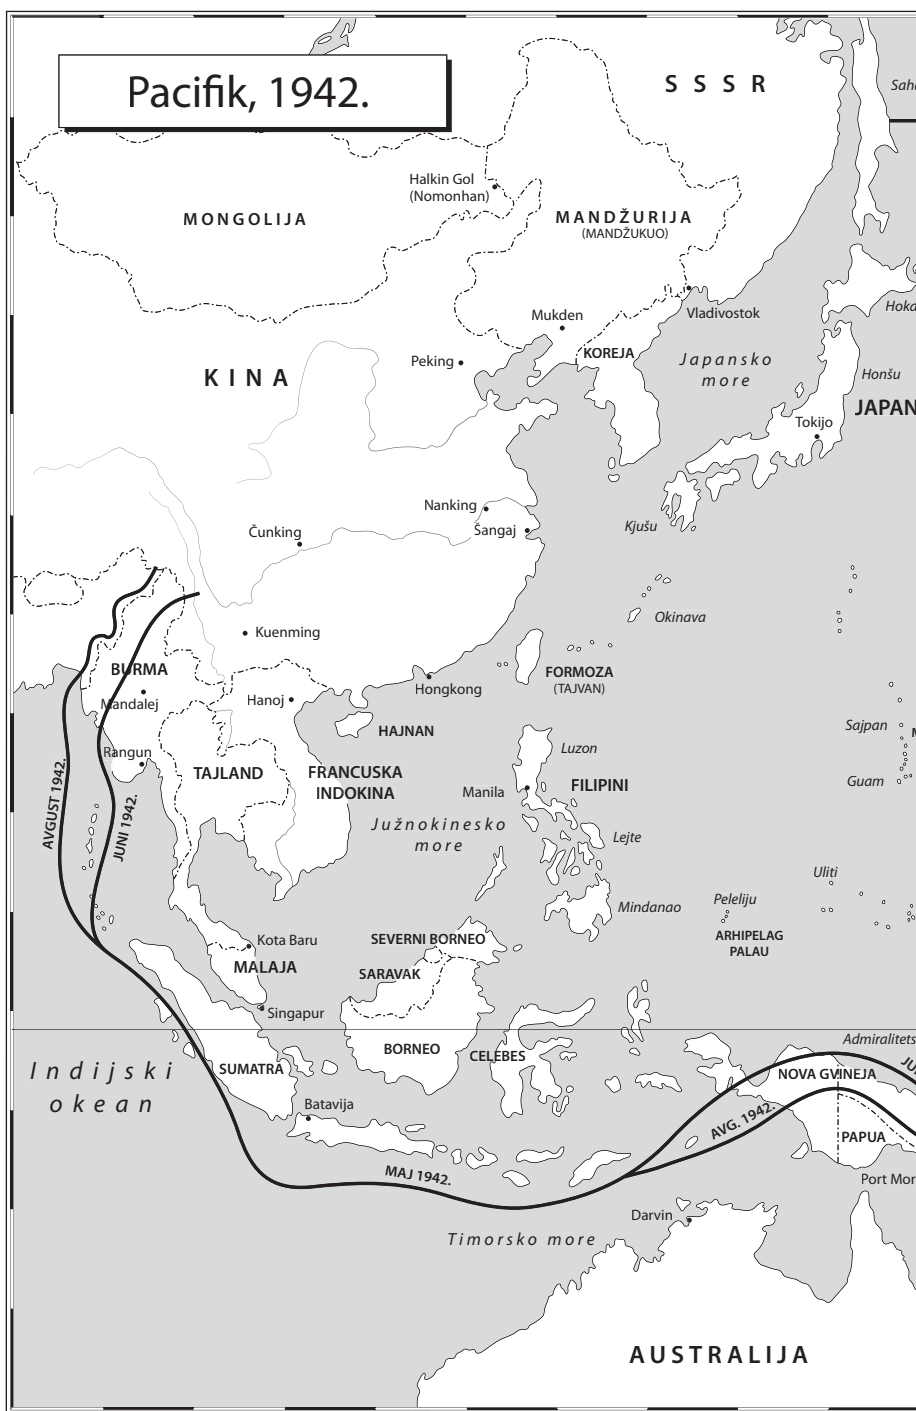 Pacifik, 1942.
S S S R
Halkin Gol
(Nomonhan)
MONGOLIJA
MANDŽURIJA
(MANDŽUKUO)
Mukden
Vladivostok
KOREJA
Peking
Japansko
more
Honšu
KINA
JAPAN
Tokijo
Nanking
Šangaj
Kjušu
Čunking
Okinava
Kuenming
BURMA
FORMOZA
(TAJVAN)
Hongkong
Mandalej
Hanoj
HAJNAN
Sajpan
Rangun
Luzon
TAJLAND
FRANCUSKA
INDOKINA
FILIPINI
Guam
Manila
AVGUST 1942.
JUNI 1942.
Južnokinesko
more
Lejte
Uliti
Peleliju
Mindanao
ARHIPELAG
PALAU
Kota Baru
SEVERNI BORNEO
MALAJA
SARAVAK
Singapur
Admiralitets
BORNEO
CELEBES
Indijski
okean
SUMATRA
NOVA GVINEJA
Batavija
AVG. 1942.
PAPUA
MAJ 1942.
Port Mor
Darvin
Timorsko more
AUSTRALIJA